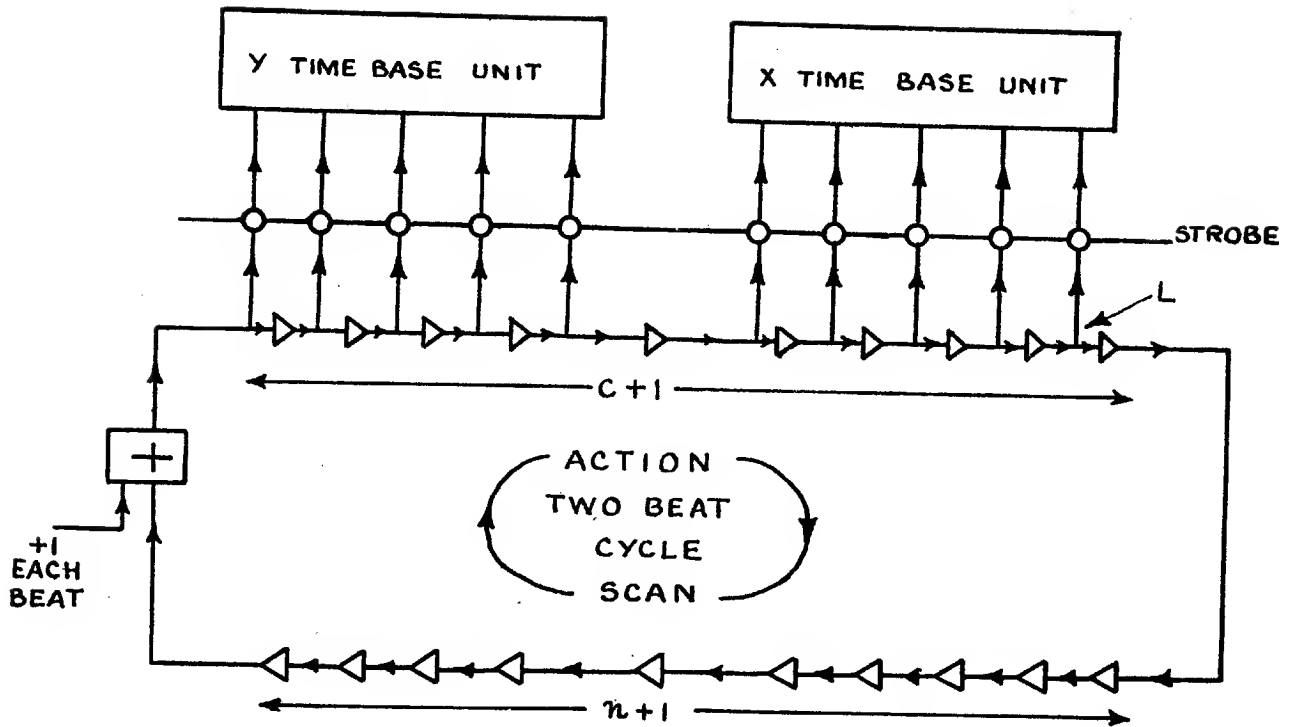 Y TIME BASE UNIT
X TIME BASE UNIT
STROBE
L
C+1
+
ACTION
TWO BEAT
CYCLE
SCAN
+1
EACH
BEAT
n+1